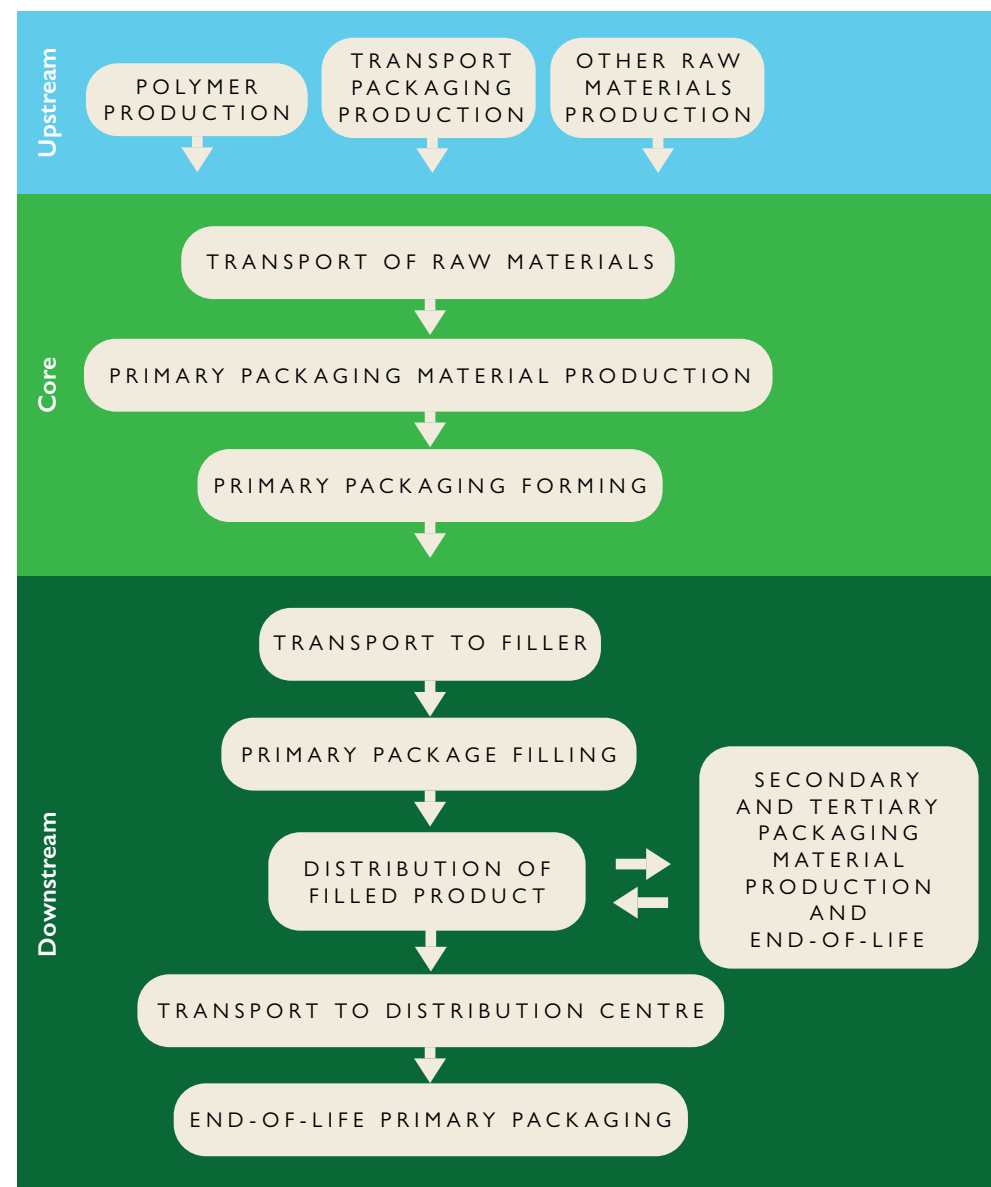 Upstream
POLYMER
PRODUCTION
TRANSPORT
PACKAGING
PRODUCTION
OTHER RAW
MATERIALS
PRODUCTION
Core
TRANSPORT OF RAW MATERIALS
PRIMARY PACKAGING MATERIAL PRODUCTION
PRIMARY PACKAGING FORMING
Downstream
TRANSPORT TO FILLER
PRIMARY PACKAGE FILLING
DISTRIBUTION OF
FILLED PRODUCT
SECONDARY
AND TERTIARY
PACKAGING
MATERIAL
PRODUCTION
AND
END-OF-LIFE
TRANSPORT TO DISTRIBUTION CENTRE
END-OF-LIFE PRIMARY PACKAGING